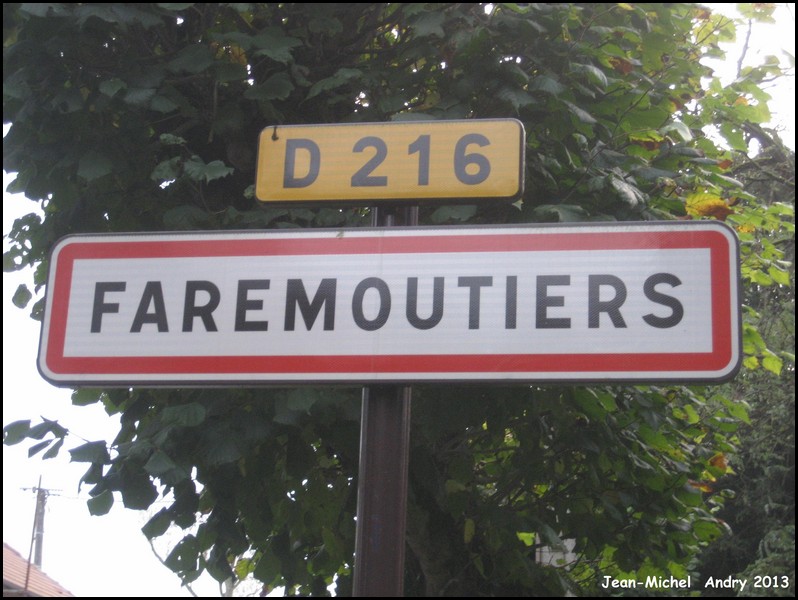 D 216
FAREMOUTIERS
Jean-Michel Andry 2013